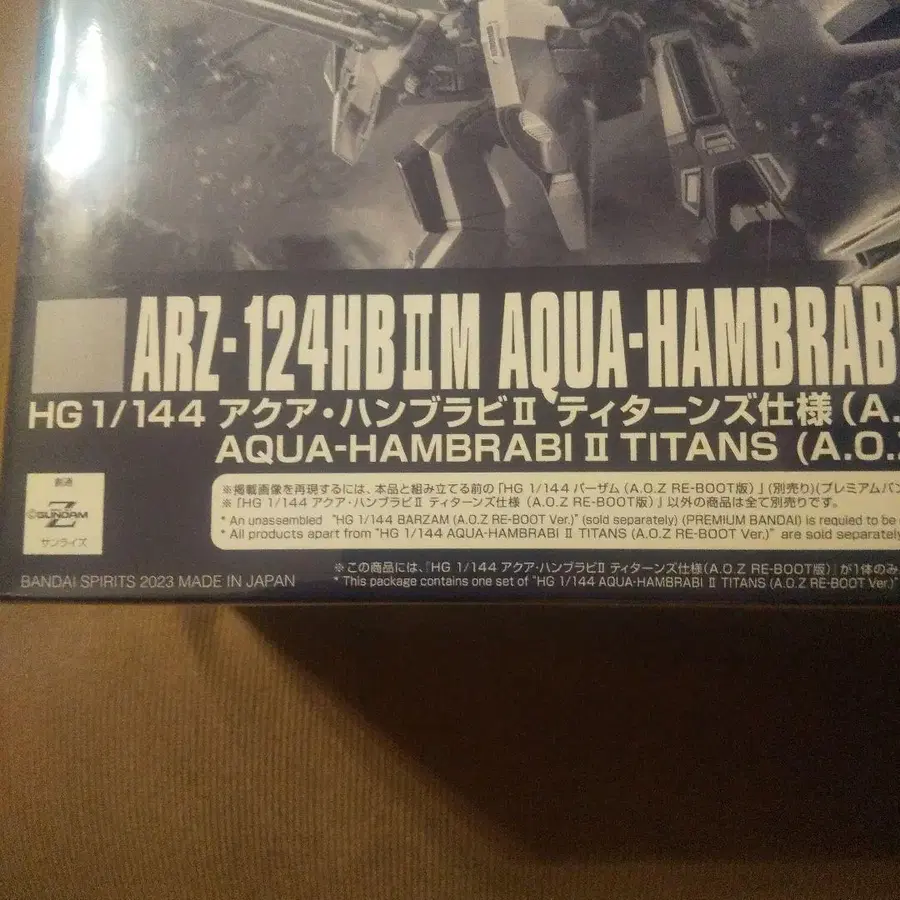 ARZ-124HBⅡM AQUA-HAMBRABI
HG 1/144 アクア・ハンブラビⅡ ティターンズ仕様 (A.
AQUA-HAMBRABI Ⅱ TITANS (A.O.Z
創通
©GUNDAM
Z
サンライズ
※掲載画像を再現するには、本品と組み立てる前の「HG 1/144 バーザム (A.O.Z RE-BOOT版) 」 (別売り)(プレミアムバン
※「HG 1/144 アクア・ハンブラビⅡ ティターンズ仕様 (A.O.Z RE-BOOT版) 」以外の商品は全て別売りです。
* An unassembled "HG 1/144 BARZAM (A.O.Z RE-BOOT Ver.)" (sold separately) (PREMIUM BANDAI) is requied to be
* All products apart from "HG 1/144 AQUA-HAMBRABI Ⅱ TITANS (A.O.Z RE-BOOT Ver.)" are sold separately
BANDAI SPIRITS 2023 MADE IN JAPAN
※この商品には、『HG 1/144 アクア・ハンブラビⅡ ティターンズ仕様(A.O.Z RE-BOOT版)』が1体のみ
* This package contains one set of "HG 1/144 AQUA-HAMBRABI Ⅱ TITANS (A.O.Z RE-BOOT Ver.)"